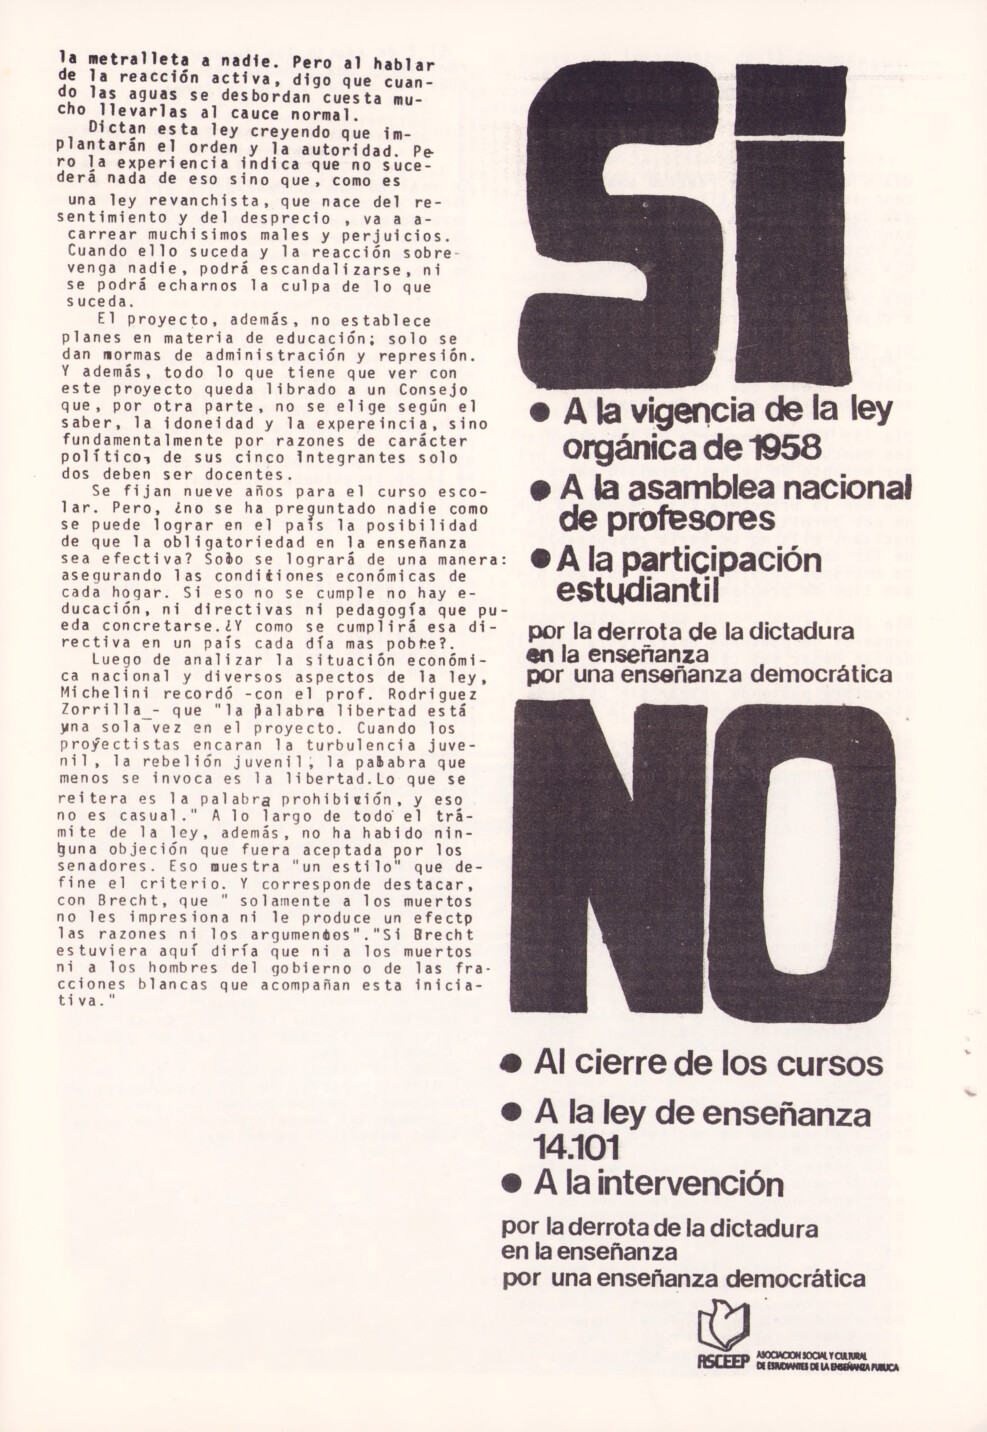 la metralleta a nadie. Pero al hablar
de la reacción activa, digo que cuan-
do las aguas se desbordan cuesta mu-
cho llevarlas al cauce normal.
Dictan esta ley creyendo que im-
plantarán el orden y la autoridad. Pe
ro la experiencia indica que no suce-
derá nada de eso sino que, como es
una ley revanchista, que nace del re-
sentimiento y del desprecio , va a a-
carrear muchisimos males y perjuicios.
Cuando ello suceda y la reacción sobre-
venga nadie, podrá escandalizarse, ni
se podrá echarnos la culpa de lo que
suceda.
El proyecto, además, no establece
planes en materia de educación; solo se
dan normas de administración y represión.
Y además, todo lo que tiene que ver con
este proyecto queda librado a un Consejo
que, por otra parte, no se elige según el
saber, la idoneidad y la expereincia, sino
fundamentalmente por razones de carácter
político, de sus cinco integrantes solo
dos deben ser docentes.
Se fijan nueve años para el curso esco-
lar. Pero, ¿no se ha preguntado nadie como
se puede lograr en el país la posibilidad
de que la obligatoriedad en la enseñanza
sea efectiva? Solo se logrará de una manera:
asegurando las condiciones económicas de
cada hogar. Si eso no se cumple no hay e-
ducación, ni directivas ni pedagogía que pu-
eda concretarse.¿Y como se cumplirá esa di-
rectiva en un país cada día mas pobre?.
Luego de analizar la situación económi-
ca nacional y diversos aspectos de la ley,
Michelini recordó -con el prof. Rodriguez
Zorrilla - que "la palabra libertad está
una sola vez en el proyecto. Cuando los
proyectistas encaran la turbulencia juve-
nil, la rebelión juvenil, la palabra que
menos se invoca es la libertad.Lo que se
reitera es la palabra prohibición, y eso
no es casual." A lo largo de todo el trá-
mite de la ley, además, no ha habido nin-
guna objeción que fuera aceptada por los
senadores. Eso muestra "un estilo" que de-
fine el criterio. Y corresponde destacar,
con Brecht, que " solamente a los muertos
no les impresiona ni le produce un efectp
las razones ni los argumentos"."Si Brecht
estuviera aquí diría que ni a los muertos
ni a los hombres del gobierno o de las fra-
cciones blancas que acompañan esta inicia-
tiva."
SI
● A la vigencia de la ley
orgánica de 1958
● A la asamblea nacional
de profesores
● A la participación
estudiantil
por la derrota de la dictadura
en la enseñanza
por una enseñanza democrática
NO
● Al cierre de los cursos
● A la ley de enseñanza
14.101
● A la intervención
por la derrota de la dictadura
en la enseñanza
por una enseñanza democrática
ASCEEP
ASOCIACION SOCIAL Y CULTURAL
DE ESTUDIANTES DE LA ENSEÑANZA PUBLICA